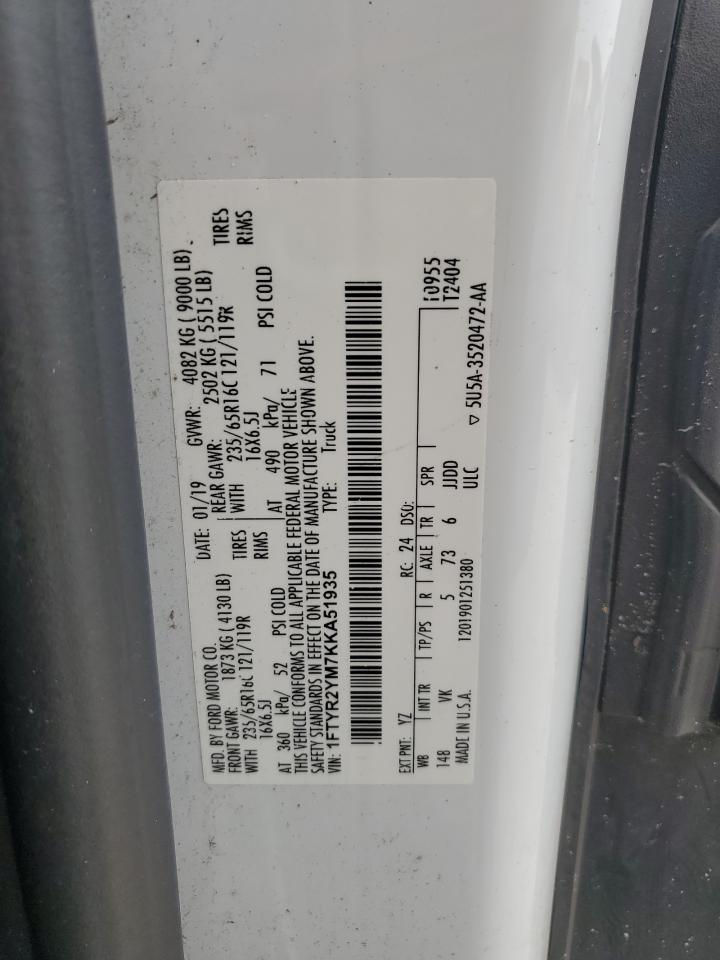 MFD. BY FORD MOTOR CO.
DATE: 01/19 GVWR: 4082 KG ( 9000 LB).
FRONT GAWR: 1873 KG ( 4130 LB)
REAR GAWR: 2502 KG ( 5515 LB)
WITH 235/65R16C 121/119R TIRES
WITH 235/65R16C 121/119R TIRES
16X6.5J RIMS
16X6.5J RIMS
AT 360 kPa/ 52 PSI COLD
AT 490 kPa/ 71 PSI COLD
THIS VEHICLE CONFORMS TO ALL APPLICABLE FEDERAL MOTOR VEHICLE
SAFETY STANDARDS IN EFFECT ON THE DATE OF MANUFACTURE SHOWN ABOVE.
VIN: 1FTYR2YM7KKA51935
TYPE: Truck
EXT PNT: YZ RC: 24 DSO:
WB INT TR TP/PS R AXLE TR SPR
148 VK 5 73 6 JJDD
10955
T2404
MADE IN U.S.A. 1201901251380 ULC
▽ 5U5A-3520472-AA